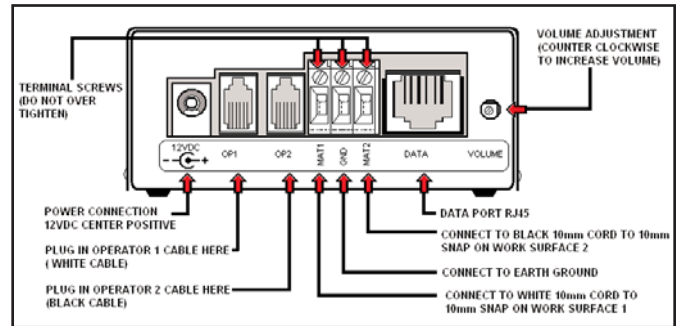 VOLUME ADJUSTMENT
(COUNTER CLOCKWISE
TO INCREASE VOLUME)
TERMINAL SCREWS
(DO NOT OVER
TIGHTEN)
12VDC
- +
OP1
OP2
MAT1
GND
MAT2
DATA
VOLUME
POWER CONNECTION
12VDC CENTER POSITIVE
PLUG IN OPERATOR 1 CABLE HERE
( WHITE CABLE)
PLUG IN OPERATOR 2 CABLE HERE
(BLACK CABLE)
DATA PORT RJ45
CONNECT TO BLACK 10mm CORD TO 10mm
SNAP ON WORK SURFACE 2
CONNECT TO EARTH GROUND
CONNECT TO WHITE 10mm CORD TO
10mm SNAP ON WORK SURFACE 1